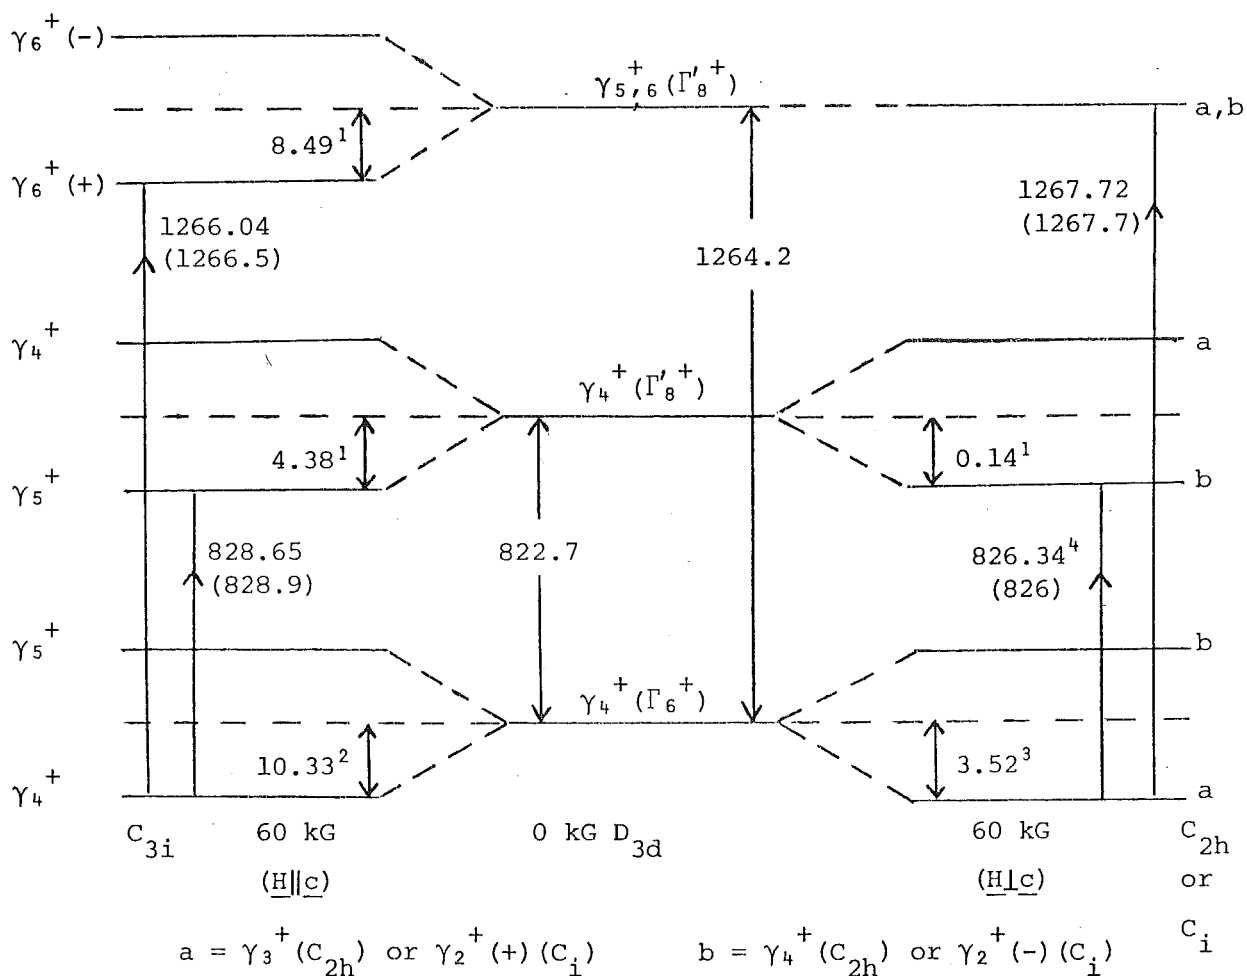 γ₆⁺(-)
γ₅,₆⁺(Γ′₈⁺)
a,b
8.49¹
γ₆⁺(+)
1266.04
(1266.5)
1267.72
(1267.7)
1264.2
γ₄⁺
a
γ₄⁺(Γ′₈⁺)
4.38¹
0.14¹
γ₅⁺
b
828.65
(828.9)
822.7
826.34⁴
(826)
γ₅⁺
b
γ₄⁺(Γ₆⁺)
10.33²
3.52³
γ₄⁺
a
C₃ᵢ 60 kG 0 kG D₃d 60 kG C₂h
(H∥c) (H⊥c) or
a = γ₃⁺(C₂h) or γ₂⁺(+)(Cᵢ) b = γ₄⁺(C₂h) or γ₂⁺(-)(Cᵢ) Cᵢ